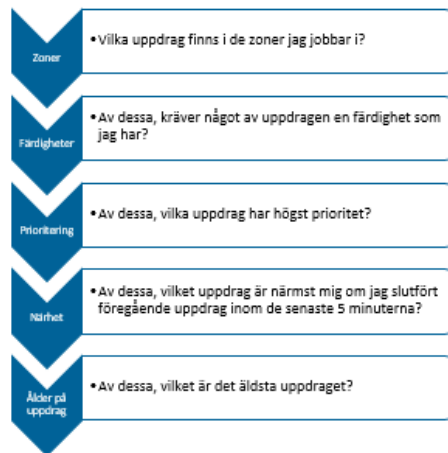 Zoner
•Vilka uppdrag finns i de zoner jag jobbar i?
Färdigheter
•Av dessa, kräver något av uppdragen en färdighet som
jag har?
Prioritering
•Av dessa, vilka uppdrag har högst prioritet?
Närhet
•Av dessa, vilket uppdrag är närmst mig om jag slutfört
föregående uppdrag inom de senaste 5 minuterna?
Ålder på
uppdrag
•Av dessa, vilket är det äldsta uppdraget?